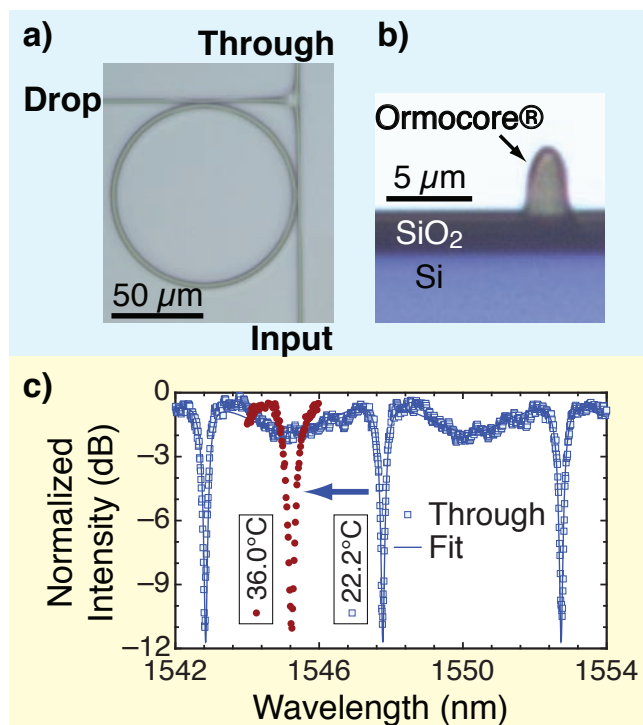 a)
Through
Drop
50 µm
Input
b)
Ormocore®
5 µm
SiO₂
Si
c)
Normalized
Intensity (dB)
0
−3
−6
−9
−12
36.0°C
22.2°C
Through
Fit
1542
1546
1550
1554
Wavelength (nm)